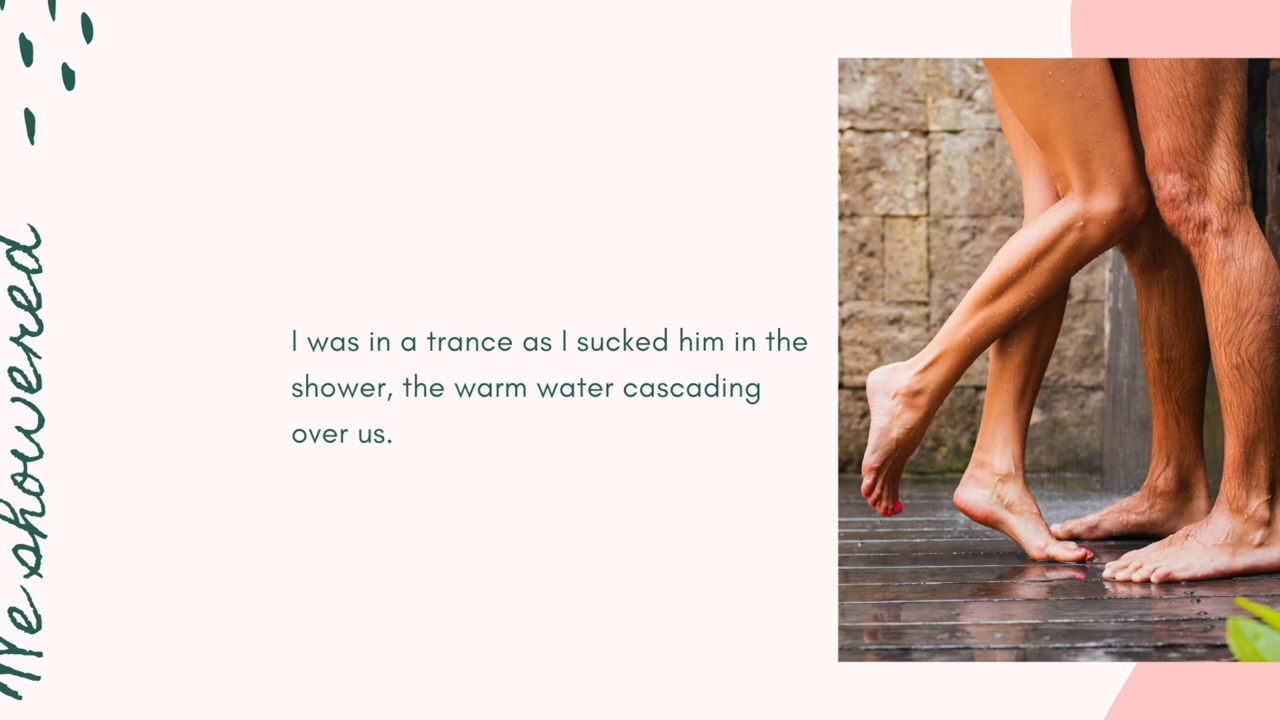 We showered
I was in a trance as I sucked him in the
shower, the warm water cascading
over us.